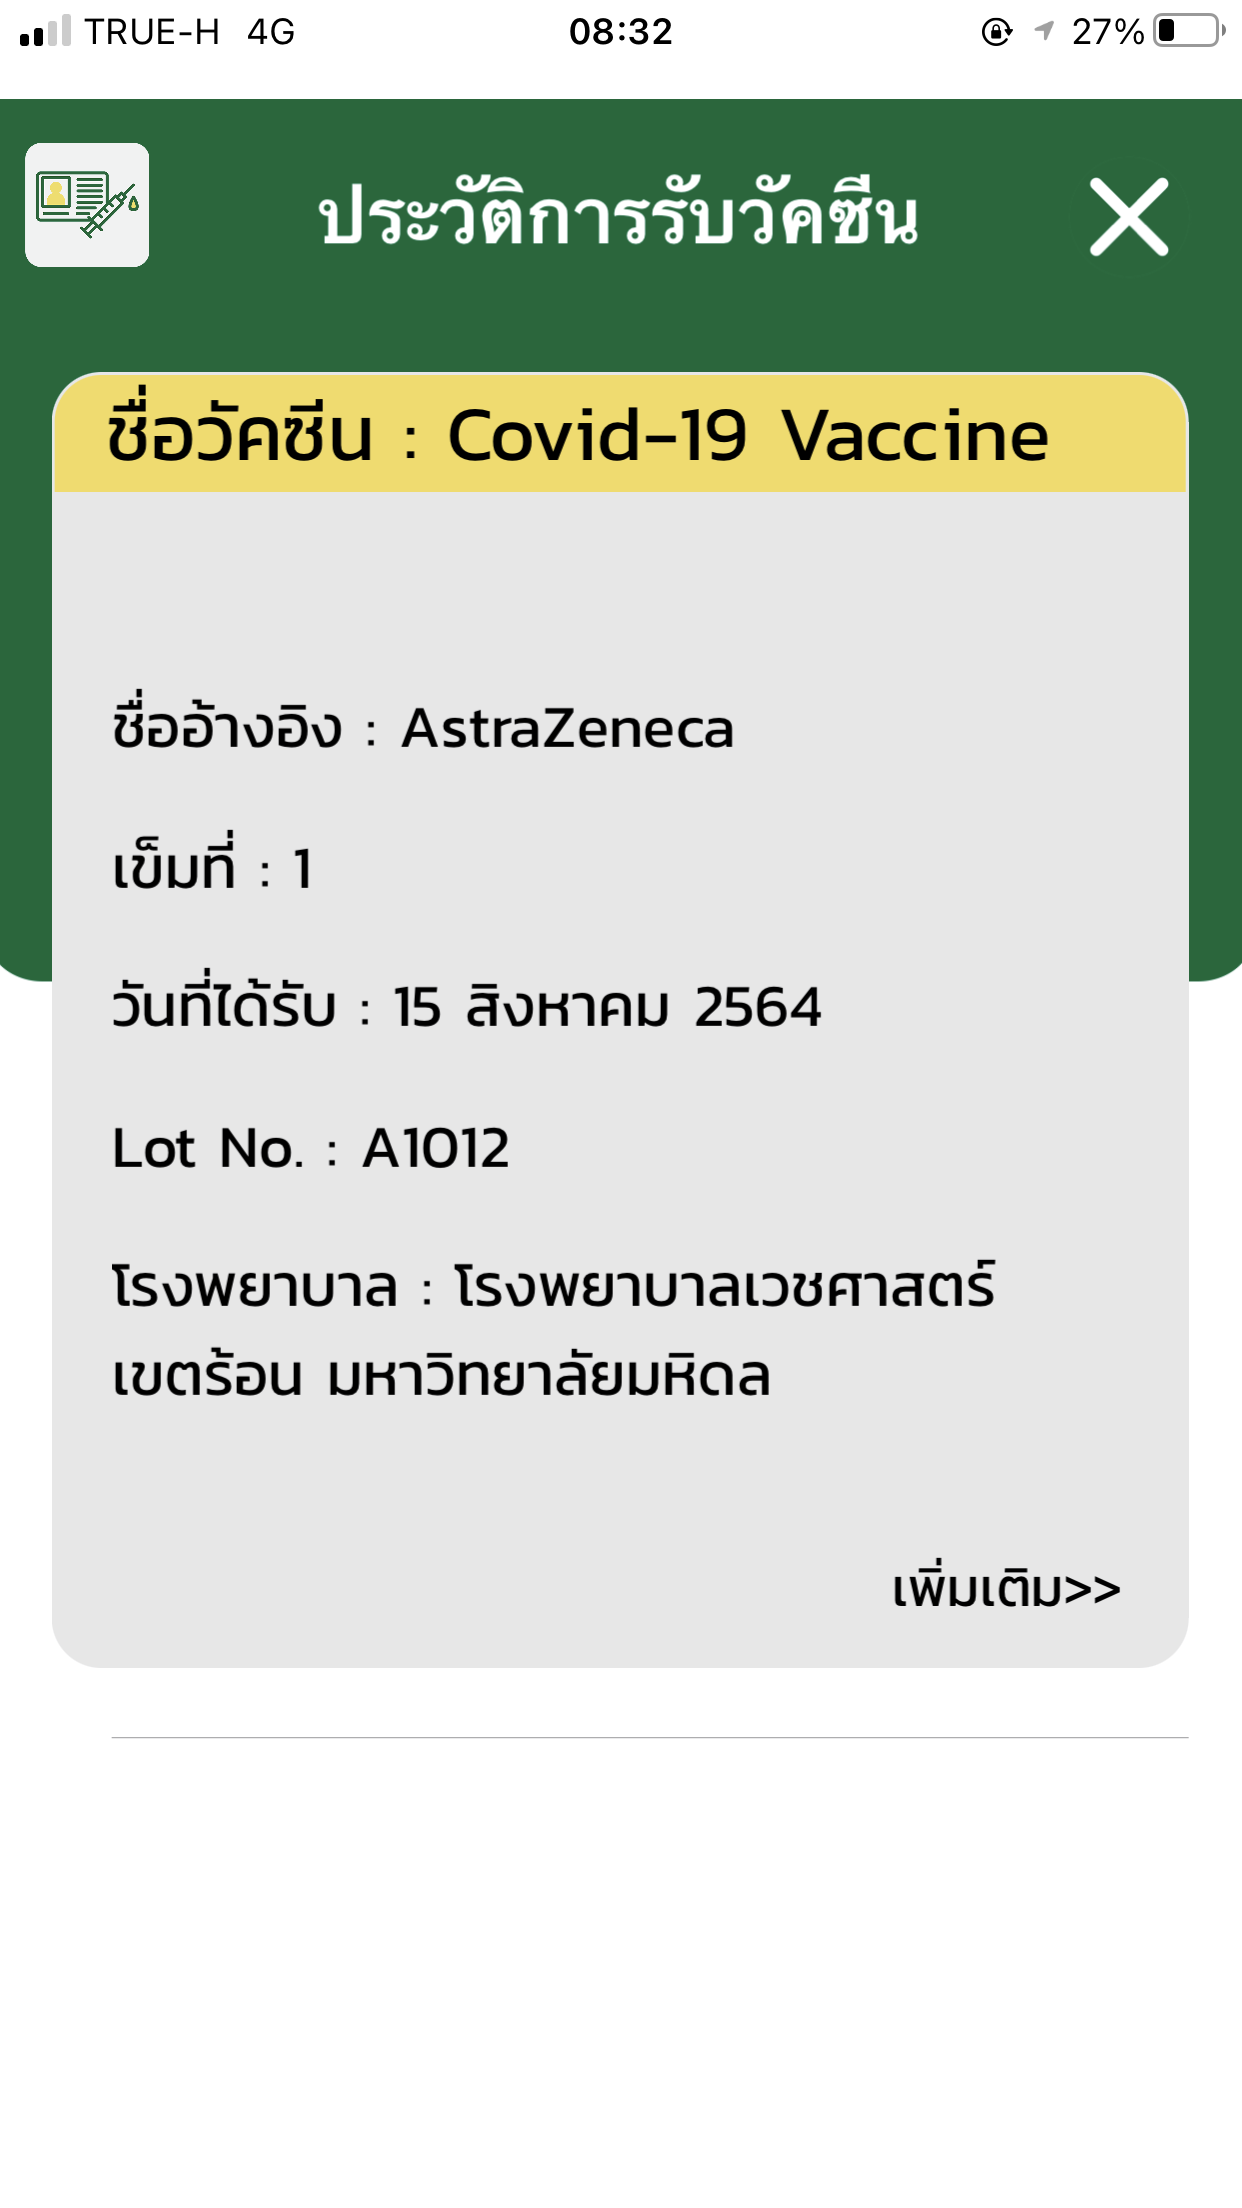 TRUE-H 4G 08:32 27%
ประวัติการรับวัคซีน
ชื่อวัคซีน : Covid-19 Vaccine
ชื่ออ้างอิง : AstraZeneca
เข็มที่ : 1
วันที่ได้รับ : 15 สิงหาคม 2564
Lot No. : A1012
โรงพยาบาล : โรงพยาบาลเวชศาสตร์
เขตร้อน มหาวิทยาลัยมหิดล
เพิ่มเติม>>